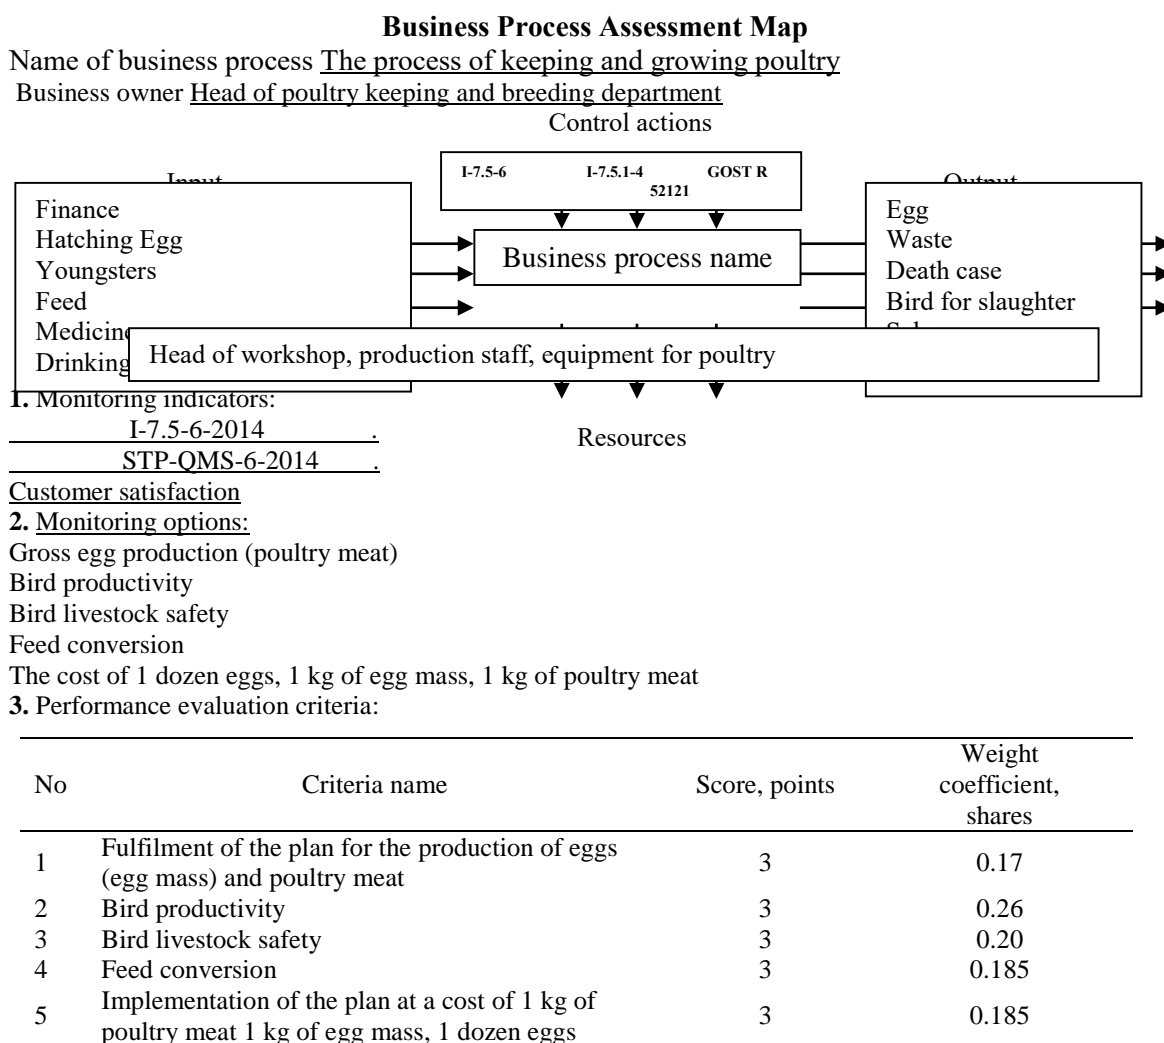 Business Process Assessment Map
Name of business process The process of keeping and growing poultry
Business owner Head of poultry keeping and breeding department
Control actions
I-7.5-6 I-7.5.1-4 GOST R
52121
Input
Output
Finance
Hatching Egg
Youngsters
Feed
Medicine
Drinking
Business process name
Egg
Waste
Death case
Bird for slaughter
Head of workshop, production staff, equipment for poultry
Resources
1. Monitoring indicators:
I-7.5-6-2014 .
STP-QMS-6-2014 .
Customer satisfaction
2. Monitoring options:
Gross egg production (poultry meat)
Bird productivity
Bird livestock safety
Feed conversion
The cost of 1 dozen eggs, 1 kg of egg mass, 1 kg of poultry meat
3. Performance evaluation criteria:
No Criteria name Score, points Weight
coefficient,
shares
1 Fulfilment of the plan for the production of eggs
(egg mass) and poultry meat 3 0.17
2 Bird productivity 3 0.26
3 Bird livestock safety 3 0.20
4 Feed conversion 3 0.185
5 Implementation of the plan at a cost of 1 kg of
poultry meat 1 kg of egg mass, 1 dozen eggs 3 0.185